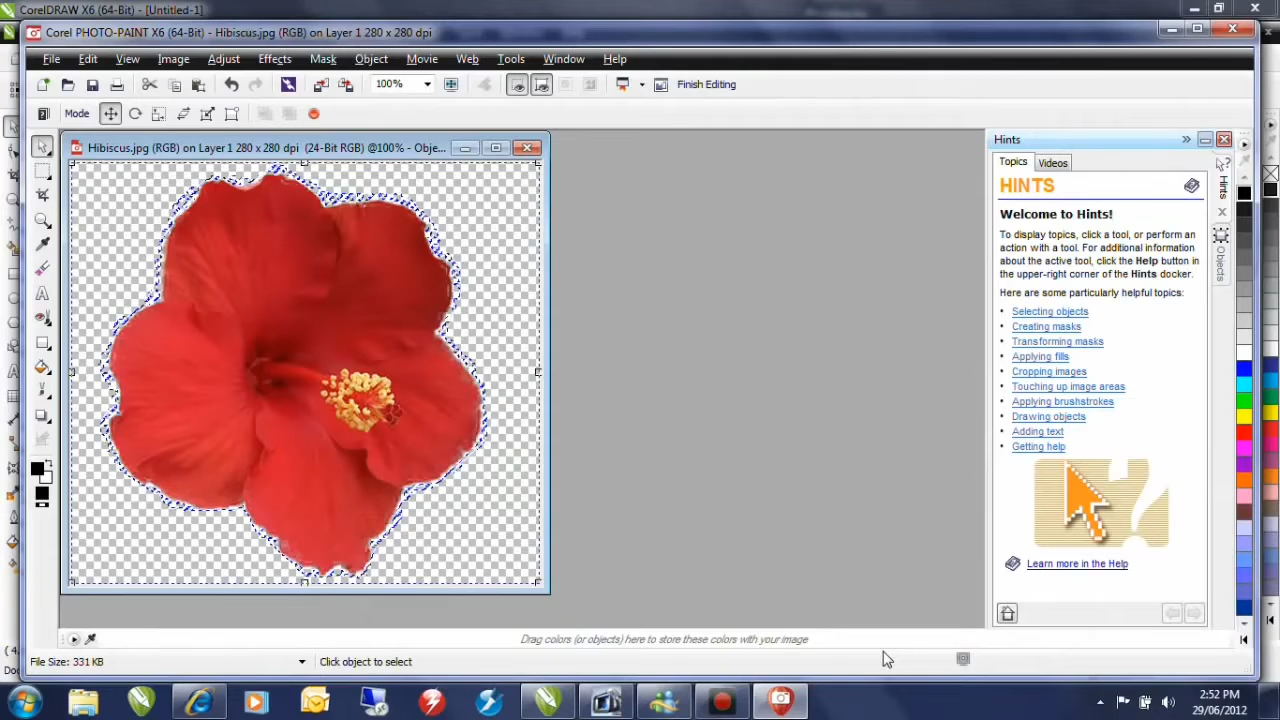 CorelDRAW X6 (64-Bit) - [Untitled-1]
Corel PHOTO-PAINT X6 (64-Bit) - Hibiscus.jpg (RGB) on Layer 1 280 x 280 dpi
File Edit View Image Adjust Effects Mask Object Movie Web Tools Window Help
100% Finish Editing
Mode
Hibiscus.jpg (RGB) on Layer 1 280 x 280 dpi (24-Bit RGB) @100% - Obje...
Hints
Topics Videos
HINTS
Welcome to Hints!
To display topics, click a tool, or perform an
action with a tool. For additional information
about the active tool, click the Help button in
the upper-right corner of the Hints docker.
Here are some particularly helpful topics:
• Selecting objects
• Creating masks
• Transforming masks
• Applying fills
• Cropping images
• Touching up image areas
• Applying brushstrokes
• Drawing objects
• Adding text
• Getting help
Learn more in the Help
Hints
Objects
Drag colors (or objects) here to store these colors with your image
File Size: 331 KB Click object to select
2:52 PM
29/06/2012